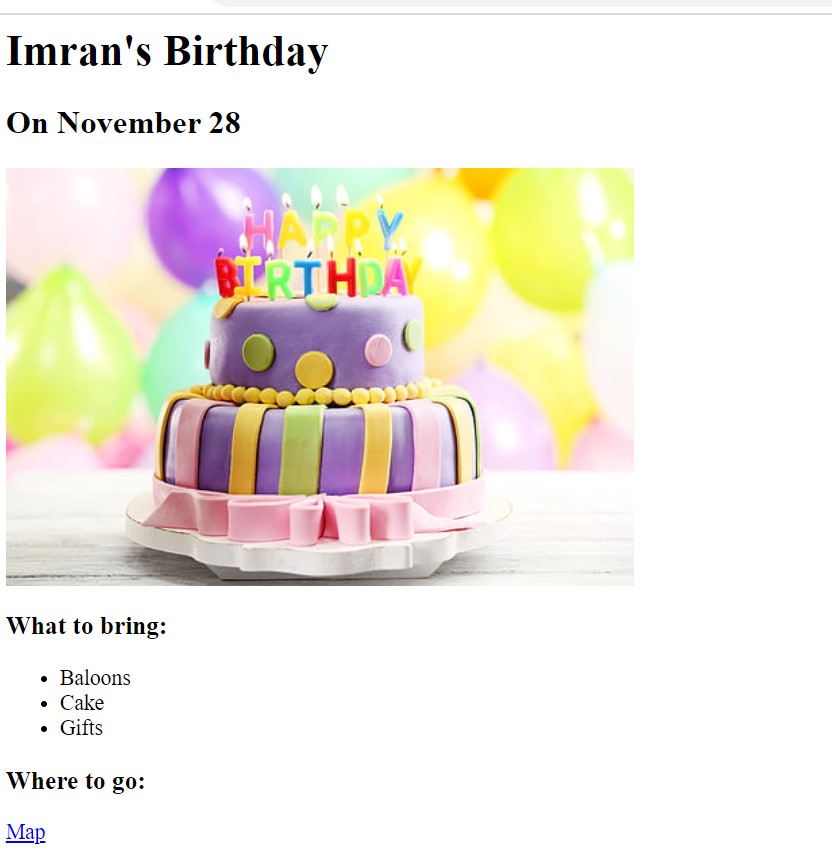 Imran's Birthday
On November 28
HAPPY
BIRTHDAY
What to bring:
Baloons
Cake
Gifts
Where to go:
Map